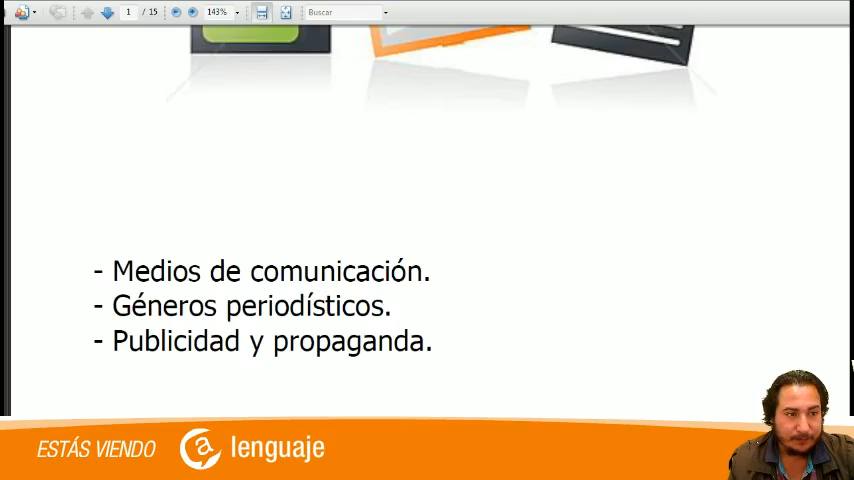 1 / 15 143% Buscar
- Medios de comunicación.
- Géneros periodísticos.
- Publicidad y propaganda.
ESTÁS VIENDO a lenguaje